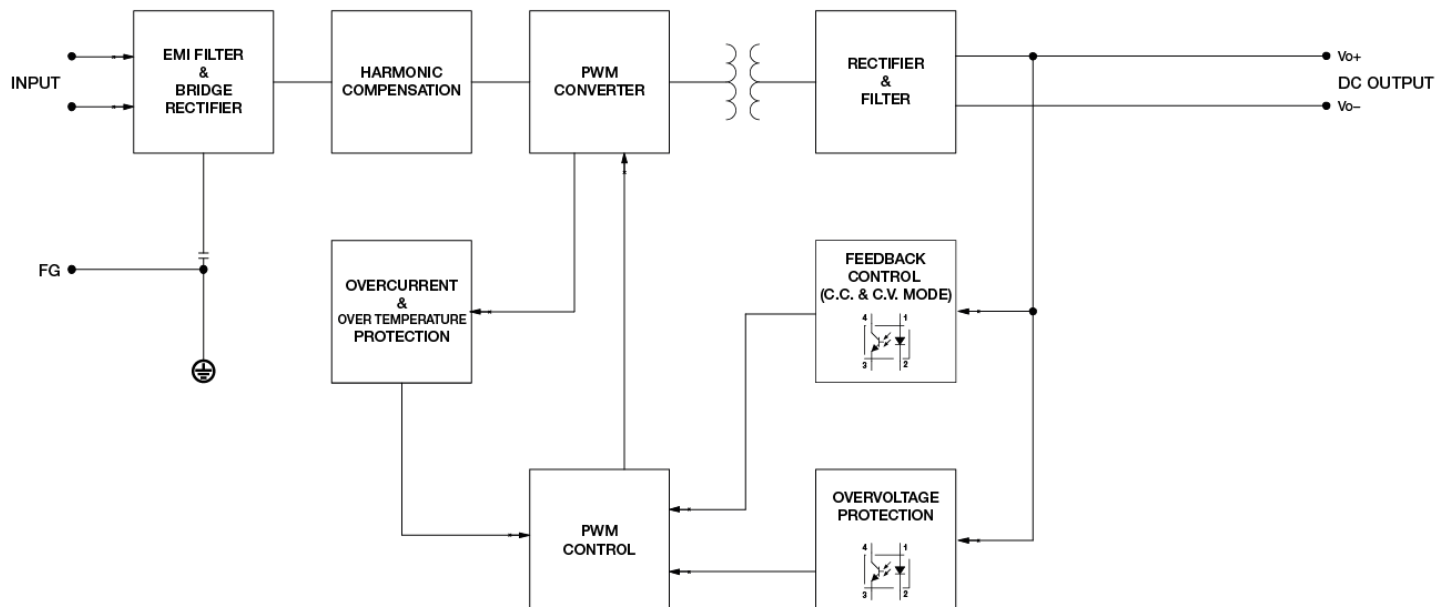 INPUT
EMI FILTER
&
BRIDGE
RECTIFIER
HARMONIC
COMPENSATION
PWM
CONVERTER
RECTIFIER
&
FILTER
Vo+
DC OUTPUT
Vo–
FG
OVERCURRENT
&
OVER TEMPERATURE
PROTECTION
FEEDBACK
CONTROL
(C.C. & C.V. MODE)
4 1
3 2
PWM
CONTROL
OVERVOLTAGE
PROTECTION
4 1
3 2